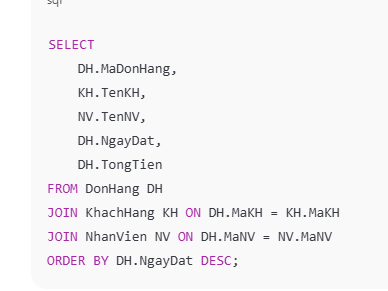 sql
SELECT
DH.MaDonHang,
KH.TenKH,
NV.TenNV,
DH.NgayDat,
DH.TongTien
FROM DonHang DH
JOIN KhachHang KH ON DH.MaKH = KH.MaKH
JOIN NhanVien NV ON DH.MaNV = NV.MaNV
ORDER BY DH.NgayDat DESC;